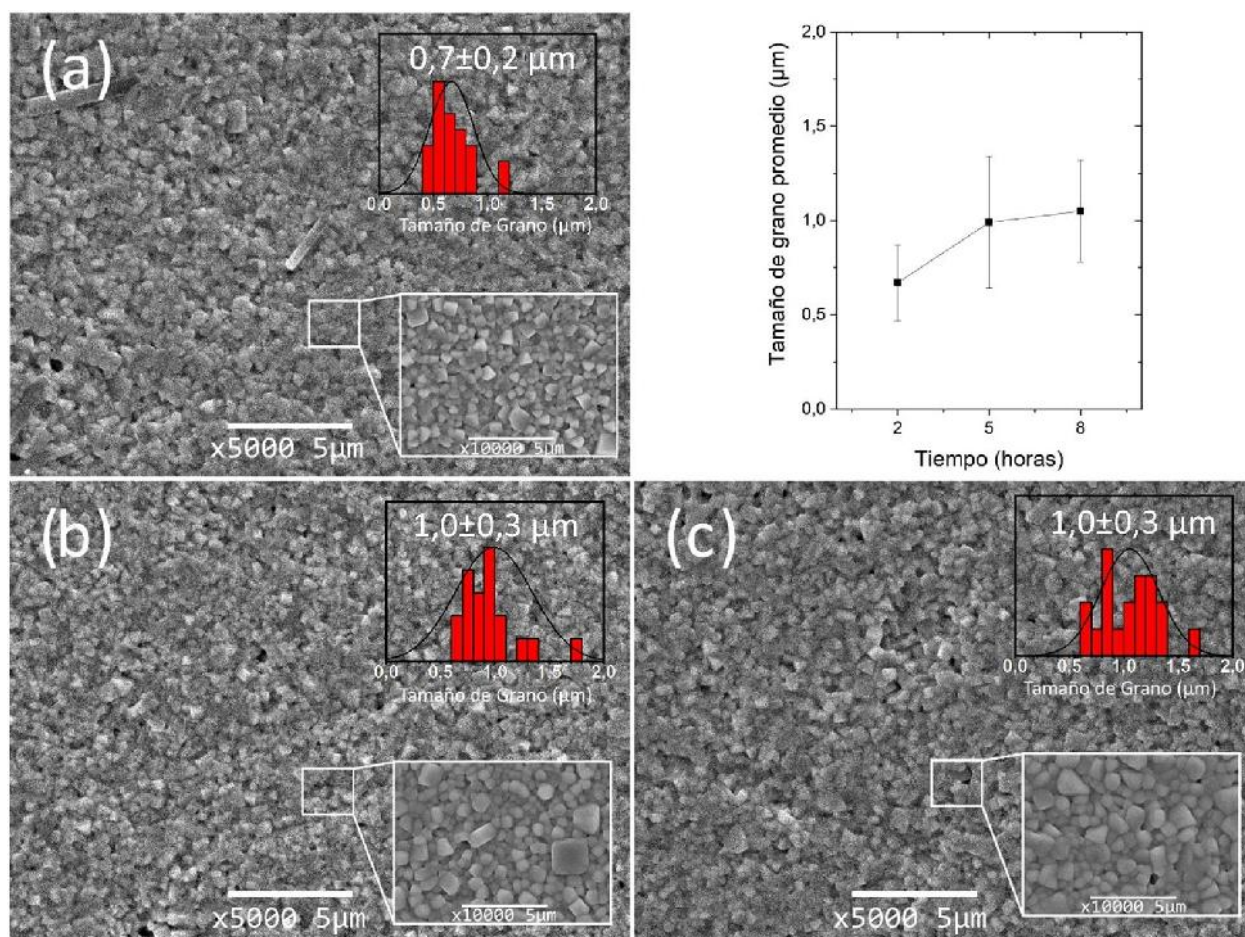 (a)
0,7±0,2 µm
0.0 0.5 1.0 1.5 2.0
Tamaño de Grano (µm)
x5000 5µm
x10000 5µm
Tamaño de grano promedio (µm)
2,0
1,5
1,0
0,5
0,0
2 5 8
Tiempo (horas)
(b)
1,0±0,3 µm
0,0 0,5 1,0 1,5 2,0
Tamaño de Grano (µm)
x5000 5µm
x10000 5µm
(c)
1,0±0,3 µm
0,0 0,5 1,0 1,5 2,0
Tamaño de Grano (µm)
x5000 5µm
x10000 5µm